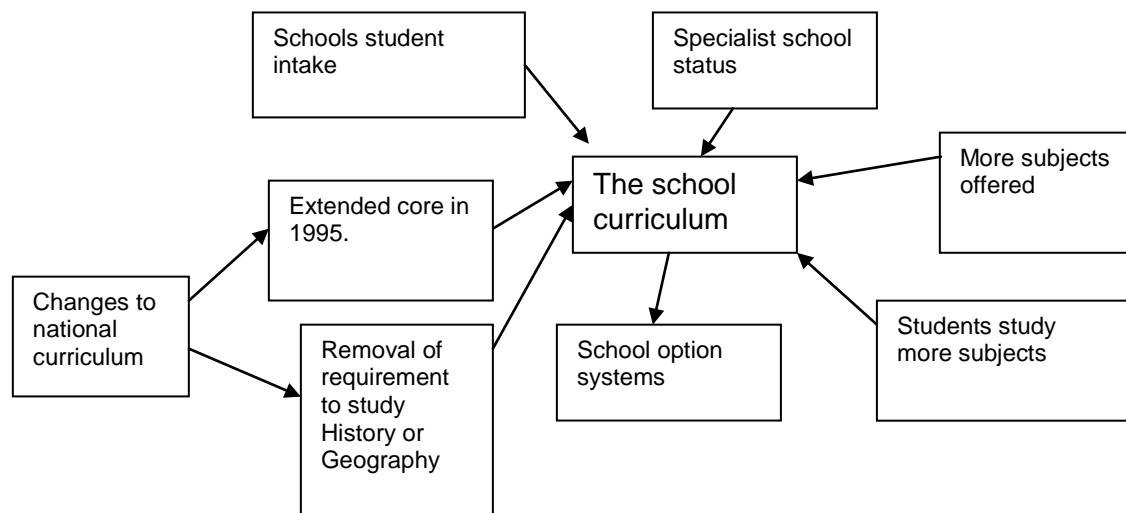 Schools student
intake
Specialist school
status
The school
curriculum
More subjects
offered
Extended core in
1995.
Changes to
national
curriculum
Removal of
requirement
to study
History or
Geography
School option
systems
Students study
more subjects